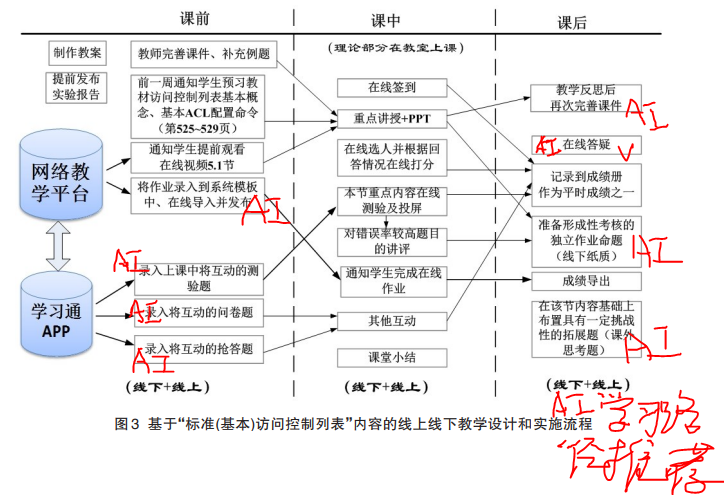 课前
课中
课后
制作教案
提前发布
实验报告
网络教
学平台
学习通
APP
教师完善课件、补充例题
前一周通知学生预习教
材访问控制列表基本概
念、基本ACL配置命令
（第525~529页）
通知学生提前观看
在线视频5.1节
将作业录入到系统模板
中、在线导入并发布
AI
AI
录入上课中将互动的测
验题
AI
录入将互动的问卷题
录入将互动的抢答题
AI
(线下+线上)
(理论部分在教室上课)
在线签到
重点讲授+PPT
在线选人并根据回
答情况在线打分
本节重点内容在线
测验及投屏
对错误率较高题目
的讲评
通知学生完成在线
作业
其他互动
课堂小结
(线下+线上)
教学反思后
再次完善课件
AI
AI
在线答疑
记录到成绩册
作为平时成绩之一
准备形成性考核的
独立作业命题
(线下纸质)
AI
成绩导出
在该节内容基础上
布置具有一定挑战
性的拓展题（课外
思考题）
AI
(线下+线上)
图3 基于“标准(基本)访问控制列表”内容的线上线下教学设计和实施流程
AI学习路
径推荐